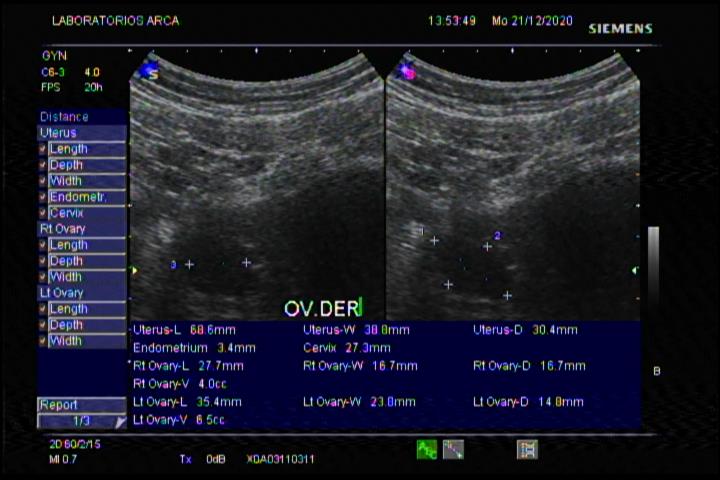 LABORATORIOS ARCA
13:53:49 Mo 21/12/2020
SIEMENS
GYN
C6-3 4.0
FPS 20h
Distance
Uterus
Length
Depth
Width
Endometr.
Cervix
Rt Ovary
Length
Depth
Width
Lt Ovary
Length
Depth
Width
Report
1/3
S
S
1
2
3
OV.DER
Uterus-L 68.6mm Uterus-W 38.8mm Uterus-D 30.4mm
Endometrium 3.4mm Cervix 27.3mm
Rt Ovary-L 27.7mm Rt Ovary-W 16.7mm Rt Ovary-D 16.7mm
Rt Ovary-V 4.0cc
Lt Ovary-L 35.4mm Lt Ovary-W 23.8mm Lt Ovary-D 14.8mm
Lt Ovary-V 6.5cc
B
2D 60/2/15
MI 0.7 Tx 0dB XDA03110311